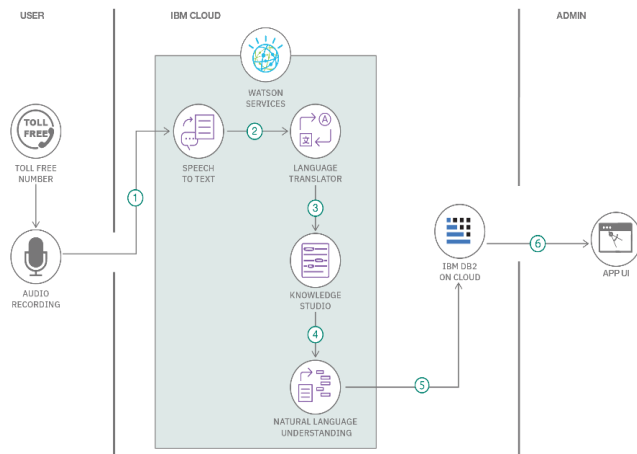 USER
IBM CLOUD
ADMIN
WATSON
SERVICES
TOLL
FREE
TOLL FREE
NUMBER
1
AUDIO
RECORDING
SPEECH
TO TEXT
2
A
文
LANGUAGE
TRANSLATOR
3
KNOWLEDGE
STUDIO
4
NATURAL LANGUAGE
UNDERSTANDING
5
IBM DB2
ON CLOUD
6
APP UI